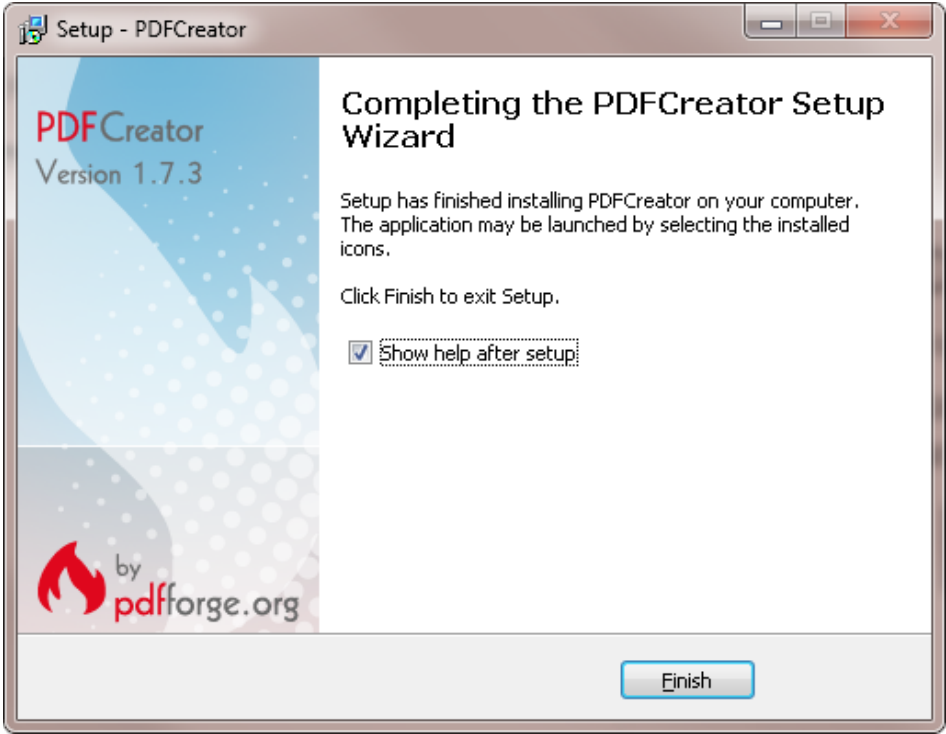 Setup - PDFCreator
PDFCreator
Version 1.7.3
Completing the PDFCreator Setup
Wizard
Setup has finished installing PDFCreator on your computer.
The application may be launched by selecting the installed
icons.
Click Finish to exit Setup.
Show help after setup
by
pdfforge.org
Finish